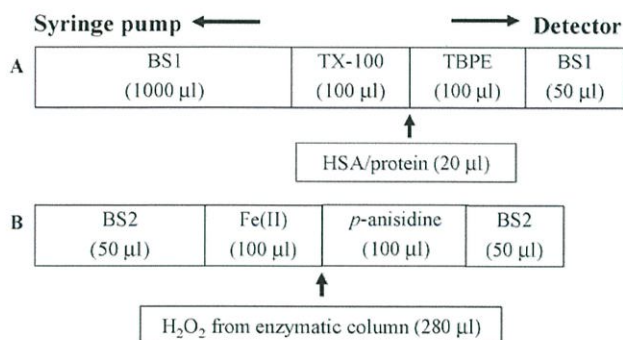 Syringe pump Detector
A BS1 TX-100 TBPE BS1
(1000 µl) (100 µl) (100 µl) (50 µl)
HSA/protein (20 µl)
B BS2 Fe(II) p-anisidine BS2
(50 µl) (100 µl) (100 µl) (50 µl)
H₂O₂ from enzymatic column (280 µl)